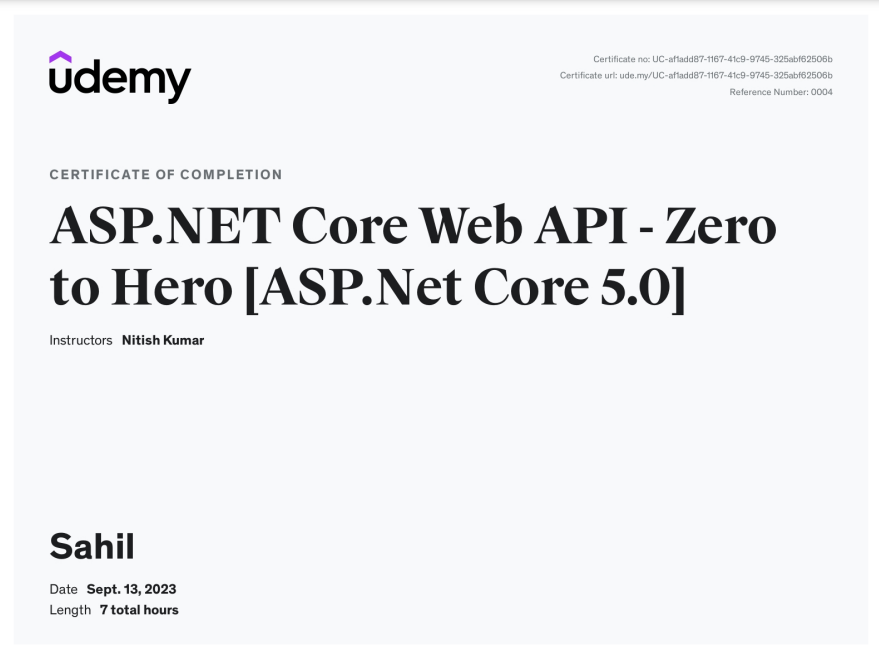 udemy
Certificate no: UC-af1add87-1167-41c9-9745-325abf62506b
Certificate url: ude.my/UC-af1add87-1167-41c9-9745-325abf62506b
Reference Number: 0004
CERTIFICATE OF COMPLETION
ASP.NET Core Web API - Zero
to Hero [ASP.Net Core 5.0]
Instructors Nitish Kumar
Sahil
Date Sept. 13, 2023
Length 7 total hours